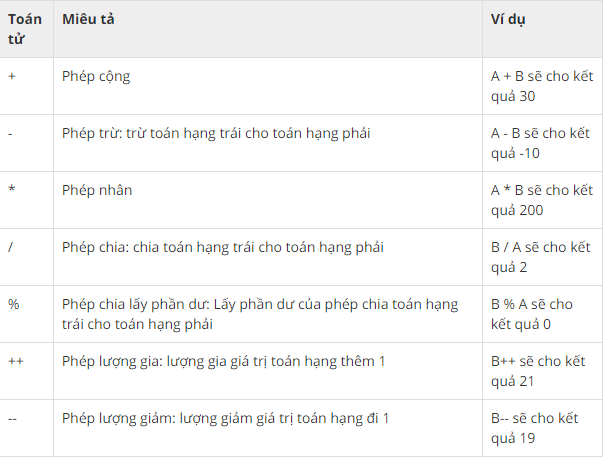 Toán tử Miêu tả Ví dụ
+ Phép cộng A + B sẽ cho kết quả 30
- Phép trừ: trừ toán hạng trái cho toán hạng phải A - B sẽ cho kết quả -10
* Phép nhân A * B sẽ cho kết quả 200
/ Phép chia: chia toán hạng trái cho toán hạng phải B / A sẽ cho kết quả 2
% Phép chia lấy phần dư: Lấy phần dư của phép chia toán hạng trái cho toán hạng phải B % A sẽ cho kết quả 0
++ Phép lượng gia: lượng gia giá trị toán hạng thêm 1 B++ sẽ cho kết quả 21
-- Phép lượng giảm: lượng giảm giá trị toán hạng đi 1 B-- sẽ cho kết quả 19